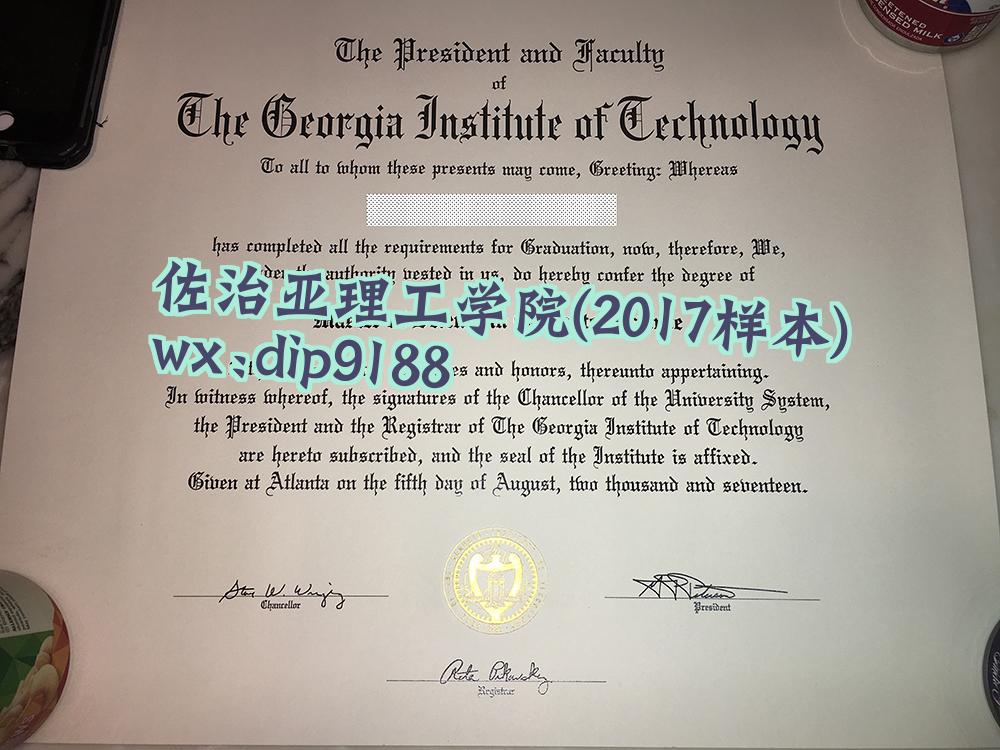 The President and Faculty
of
The Georgia Institute of Technology
To all to whom these presents may come, Greeting: Whereas
has completed all the requirements for Graduation, now, therefore, We,
authority vested in us, do hereby confer the degree of
佐治亚理工学院(2017样本)
wx:dip9188
and honors, thereunto appertaining.
In witness whereof, the signatures of the Chancellor of the University System,
the President and the Registrar of The Georgia Institute of Technology
are hereto subscribed, and the seal of the Institute is affixed.
Given at Atlanta on the fifth day of August, two thousand and seventeen.
Chancellor
President
Registrar
MILK